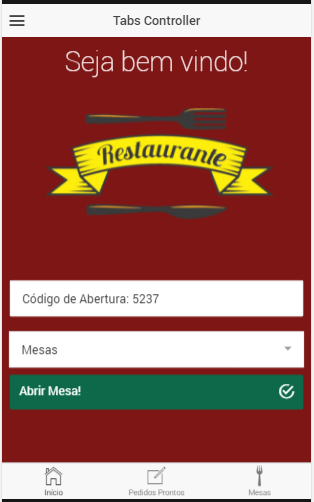 Tabs Controller
Seja bem vindo!
Restaurante
Código de Abertura: 5237
Mesas
Abrir Mesa!
Início
Pedidos Prontos
Mesas